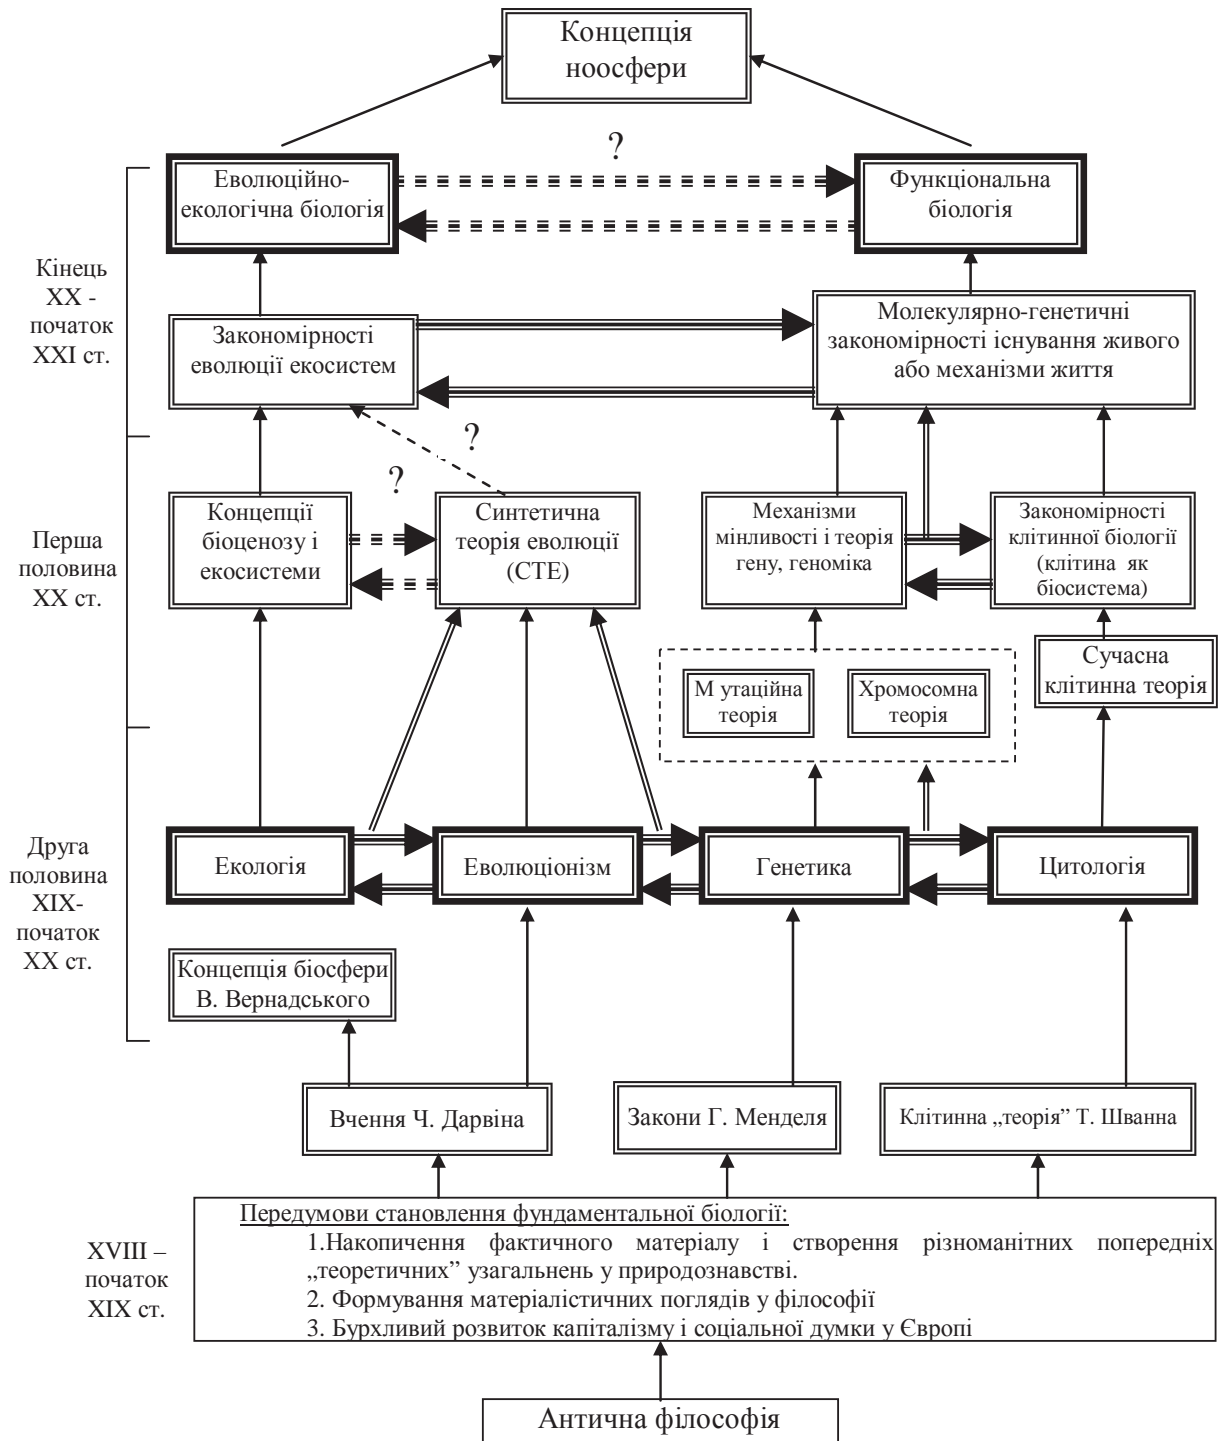 Концепція
ноосфери
?
Еволюційно-
екологічна біологія
Функціональна
біологія
Кінець
XX -
початок
XXI ст.
Закономірності
еволюції екосистем
Молекулярно-генетичні
закономірності існування живого
або механізми життя
?
?
Перша
половина
XX ст.
Концепції
біоценозу і
екосистеми
Синтетична
теорія еволюції
(СТЕ)
Механізми
мінливості і теорія
гену, геноміка
Закономірності
клітинної біології
(клітина як
біосистема)
Сучасна
клітинна теорія
М утаційна
теорія
Хромосомна
теорія
Друга
половина
XIX-
початок
XX ст.
Екологія
Еволюціонізм
Генетика
Цитологія
Концепція біосфери
В. Вернадського
Вчення Ч. Дарвіна
Закони Г. Менделя
Клітинна „теорія” Т. Шванна
XVIII –
початок
XIX ст.
Передумови становлення фундаментальної біології:
1.Накопичення фактичного матеріалу і створення різноманітних попередніх
„теоретичних” узагальнень у природознавстві.
2. Формування матеріалістичних поглядів у філософії
3. Бурхливий розвиток капіталізму і соціальної думки у Європі
Антична філософія